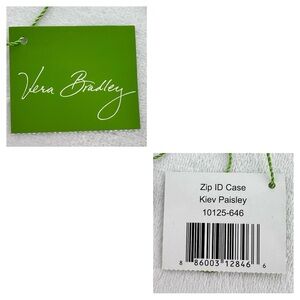 Vera Bradley
Zip ID Case
Kiev Paisley
10125-646
8 86003 12846 6